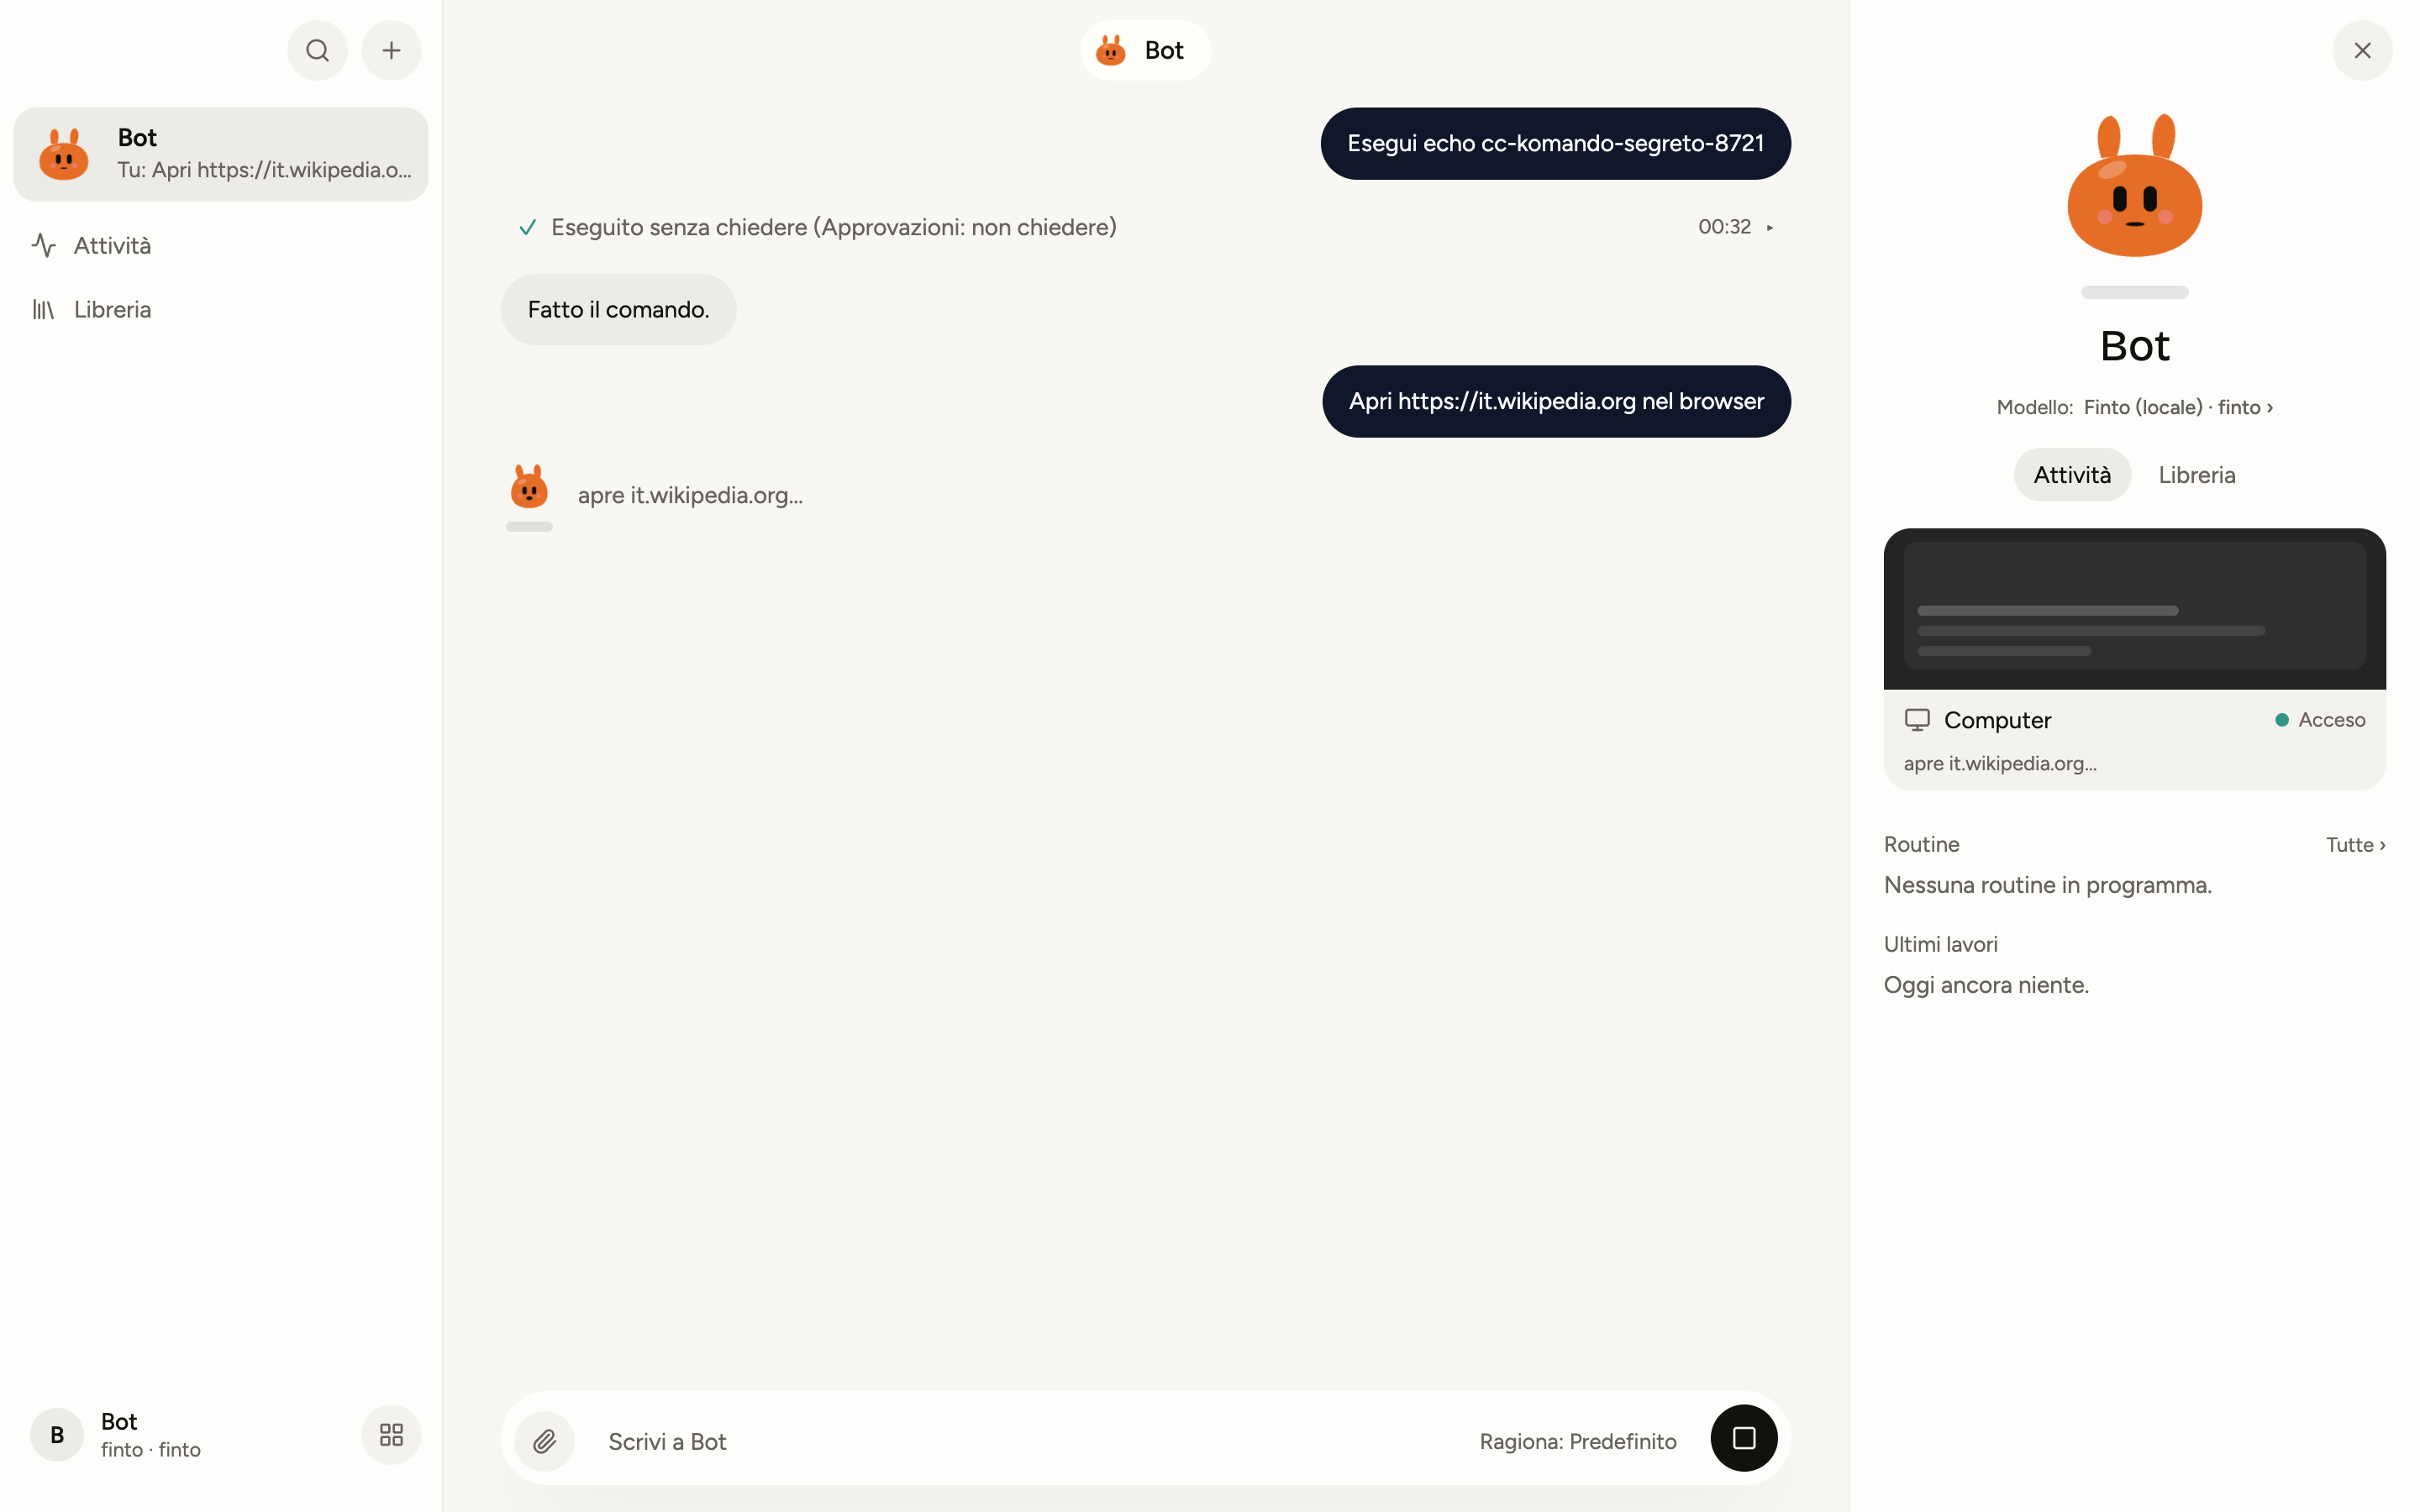 Bot
Tu: Apri https://it.wikipedia.o...
Attività
Libreria
Bot
finto · finto
B
Bot
Esegui echo cc-komando-segreto-8721
Eseguito senza chiedere (Approvazioni: non chiedere)
00:32
Fatto il comando.
Apri https://it.wikipedia.org nel browser
apre it.wikipedia.org...
Scrivi a Bot
Ragiona: Predefinito
Bot
Modello: Finto (locale) · finto ›
Attività
Libreria
Computer
Acceso
apre it.wikipedia.org...
Routine
Tutte ›
Nessuna routine in programma.
Ultimi lavori
Oggi ancora niente.